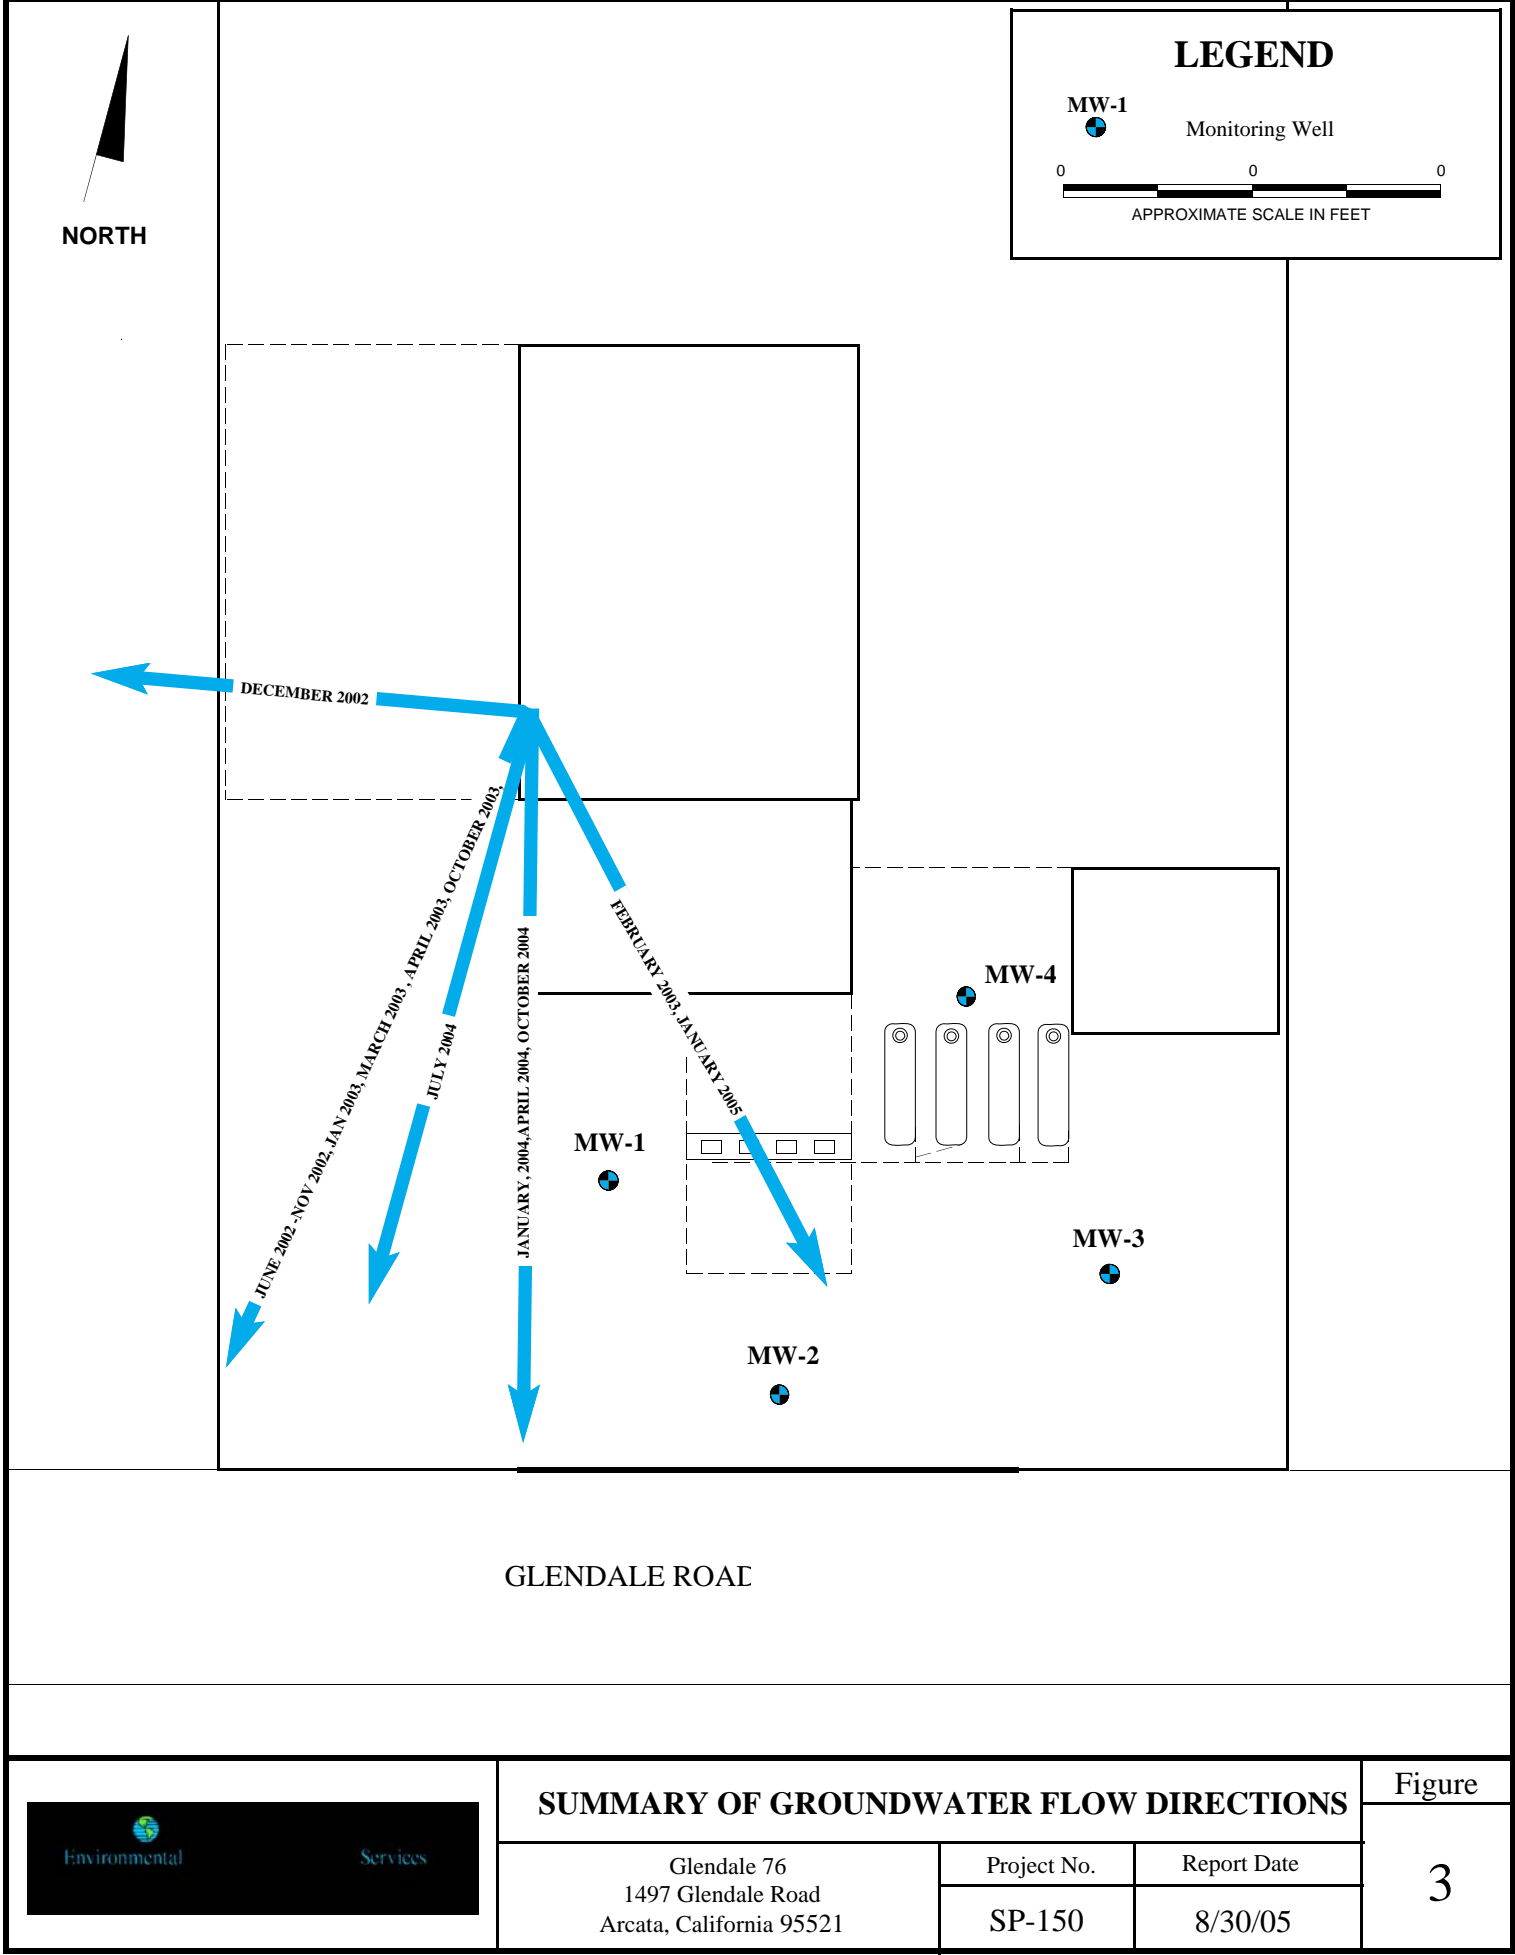 LEGEND
MW-1
Monitoring Well
0 0 0
APPROXIMATE SCALE IN FEET
NORTH
DECEMBER 2002
JUNE 2002 -NOV 2002, JAN 2003, MARCH 2003 , APRIL 2003, OCTOBER 2003,
JULY 2004
JANUARY, 2004,APRIL 2004, OCTOBER 2004
FEBRUARY 2003, JANUARY 2005
MW-4
MW-1
MW-3
MW-2
GLENDALE ROAD
Environmental Services
SUMMARY OF GROUNDWATER FLOW DIRECTIONS
Glendale 76
1497 Glendale Road
Arcata, California 95521
Project No.
SP-150
Report Date
8/30/05
Figure
3